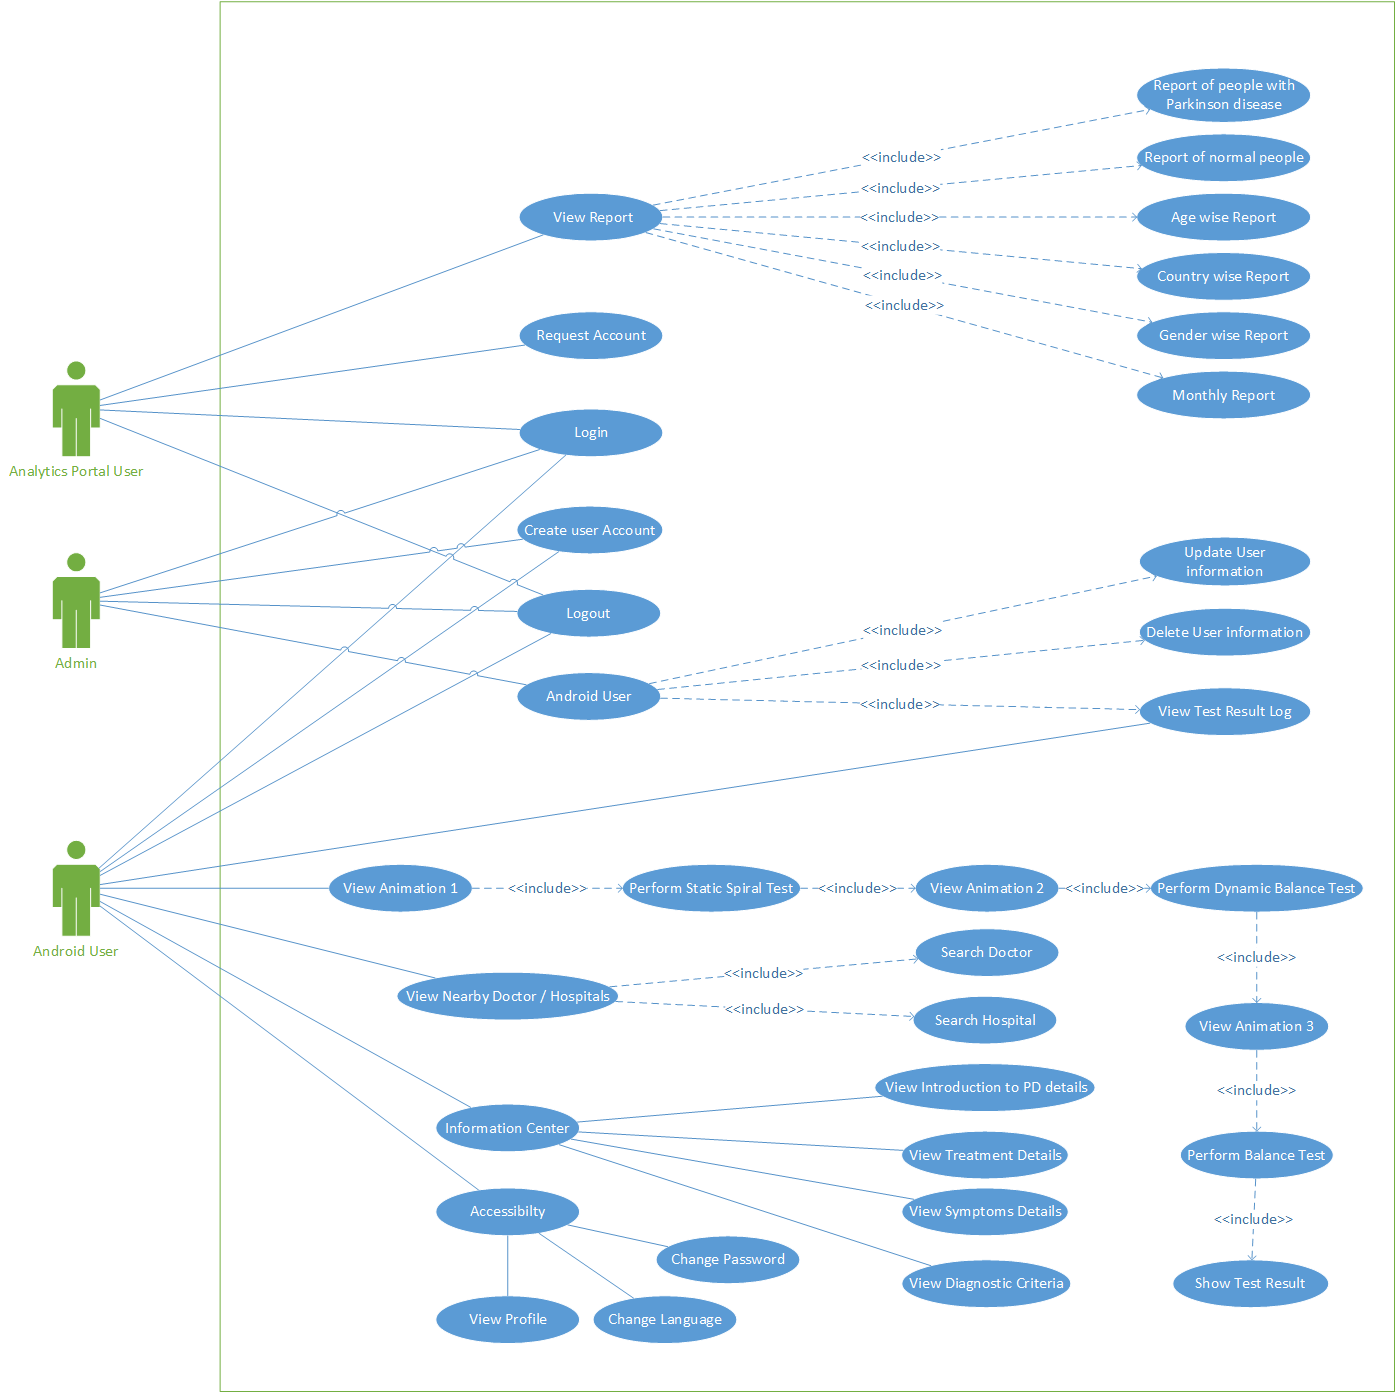 Report of people with
Parkinson disease
<<include>>
Report of normal people
<<include>>
View Report
<<include>>
Age wise Report
<<include>>
Country wise Report
<<include>>
<<include>>
Request Account
Gender wise Report
Monthly Report
Login
Analytics Portal User
Create user Account
Update User
information
Logout
<<include>>
Delete User information
Admin
<<include>>
Android User
<<include>>
View Test Result Log
View Animation 1
<<include>>
Perform Static Spiral Test
<<include>>
View Animation 2
<<include>>
Perform Dynamic Balance Test
Android User
Search Doctor
<<include>>
<<include>>
View Nearby Doctor / Hospitals
<<include>>
Search Hospital
View Animation 3
View Introduction to PD details
<<include>>
Information Center
View Treatment Details
Perform Balance Test
Accessibilty
View Symptoms Details
<<include>>
Change Password
View Diagnostic Criteria
Show Test Result
View Profile
Change Language